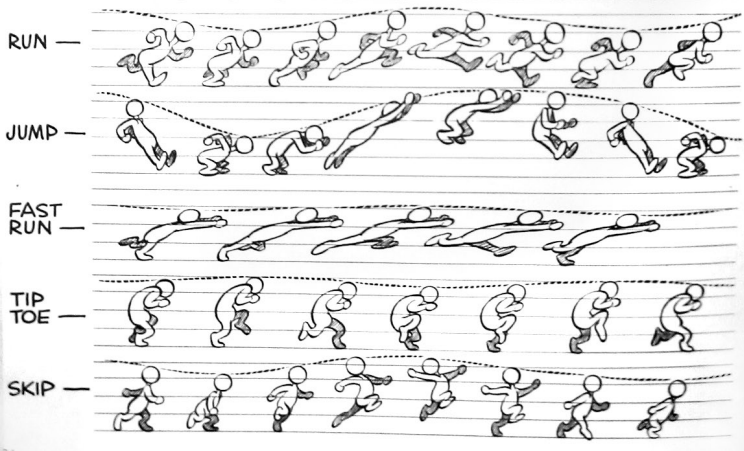 RUN —
JUMP —
FAST
RUN —
TIP
TOE —
SKIP —